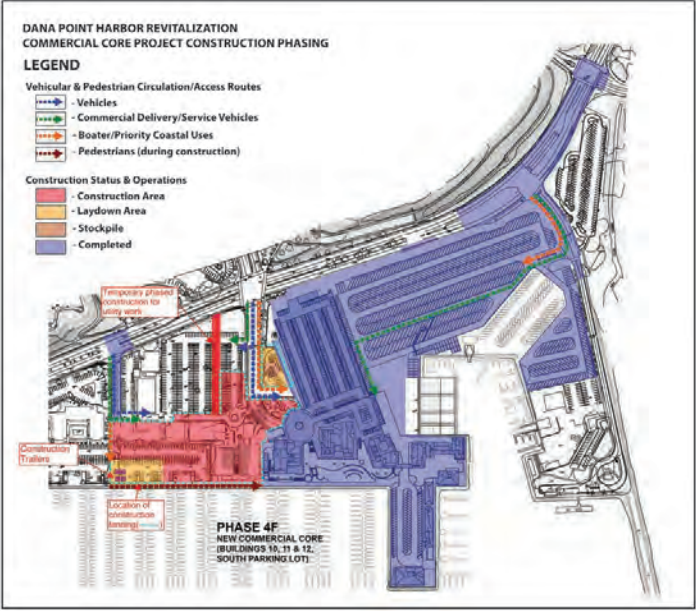 DANA POINT HARBOR REVITALIZATION
COMMERCIAL CORE PROJECT CONSTRUCTION PHASING
LEGEND
Vehicular & Pedestrian Circulation/Access Routes
- Vehicles
- Commercial Delivery/Service Vehicles
- Boater/Priority Coastal Uses
- Pedestrians (during construction)
Construction Status & Operations
- Construction Area
- Laydown Area
- Stockpile
- Completed
Temporary phased
construction for
utility work
Construction
Trailers
Location of
construction
fencing
PHASE 4F
NEW COMMERCIAL CORE
(BUILDINGS 10, 11 & 12,
SOUTH PARKING LOT)